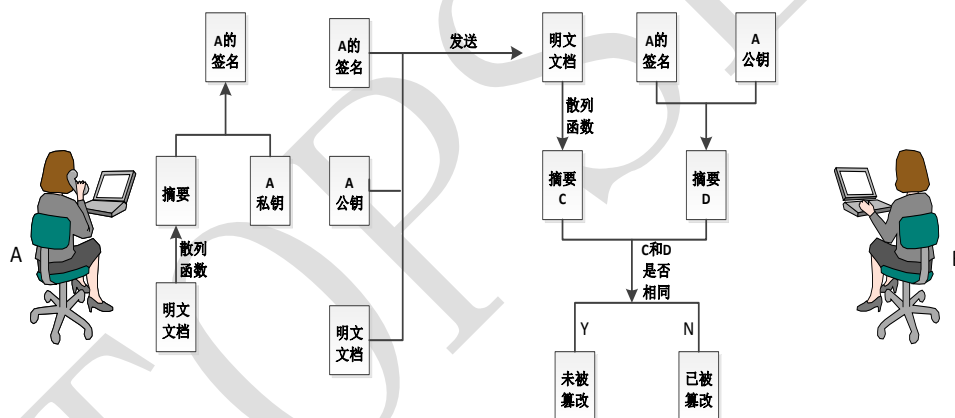 A的
签名
A的
签名
发送
明文
文档
A的
签名
A
公钥
散列
函数
摘要
A
私钥
A
公钥
摘要
C
摘要
D
A
散列
函数
C和D
是否
相同
明文
文档
明文
文档
Y
N
未被
篡改
已被
篡改